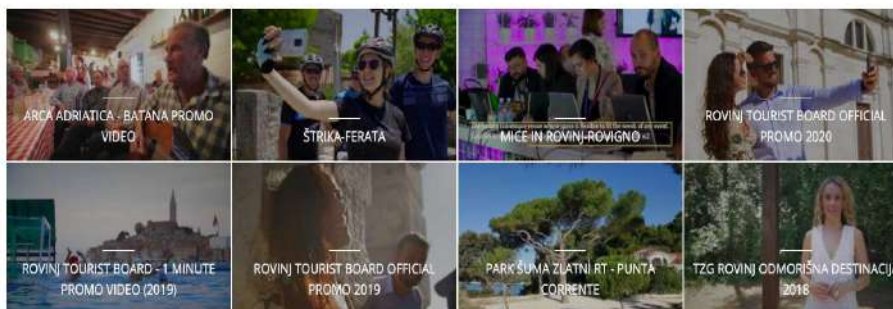 ARCA ADRIATICA - BATANA PROMO
VIDEO
ŠTRIKA-FERATA
MICE IN ROVINJ-ROVIGNO
ROVINJ TOURIST BOARD OFFICIAL
PROMO 2020
ROVINJ TOURIST BOARD - 1 MINUTE
PROMO VIDEO (2019)
ROVINJ TOURIST BOARD OFFICIAL
PROMO 2019
PARK ŠUMA ZLATNI RT - PUNTA
CORRENTE
TZG ROVINJ ODMORIŠNA DESTINACIJA
2018